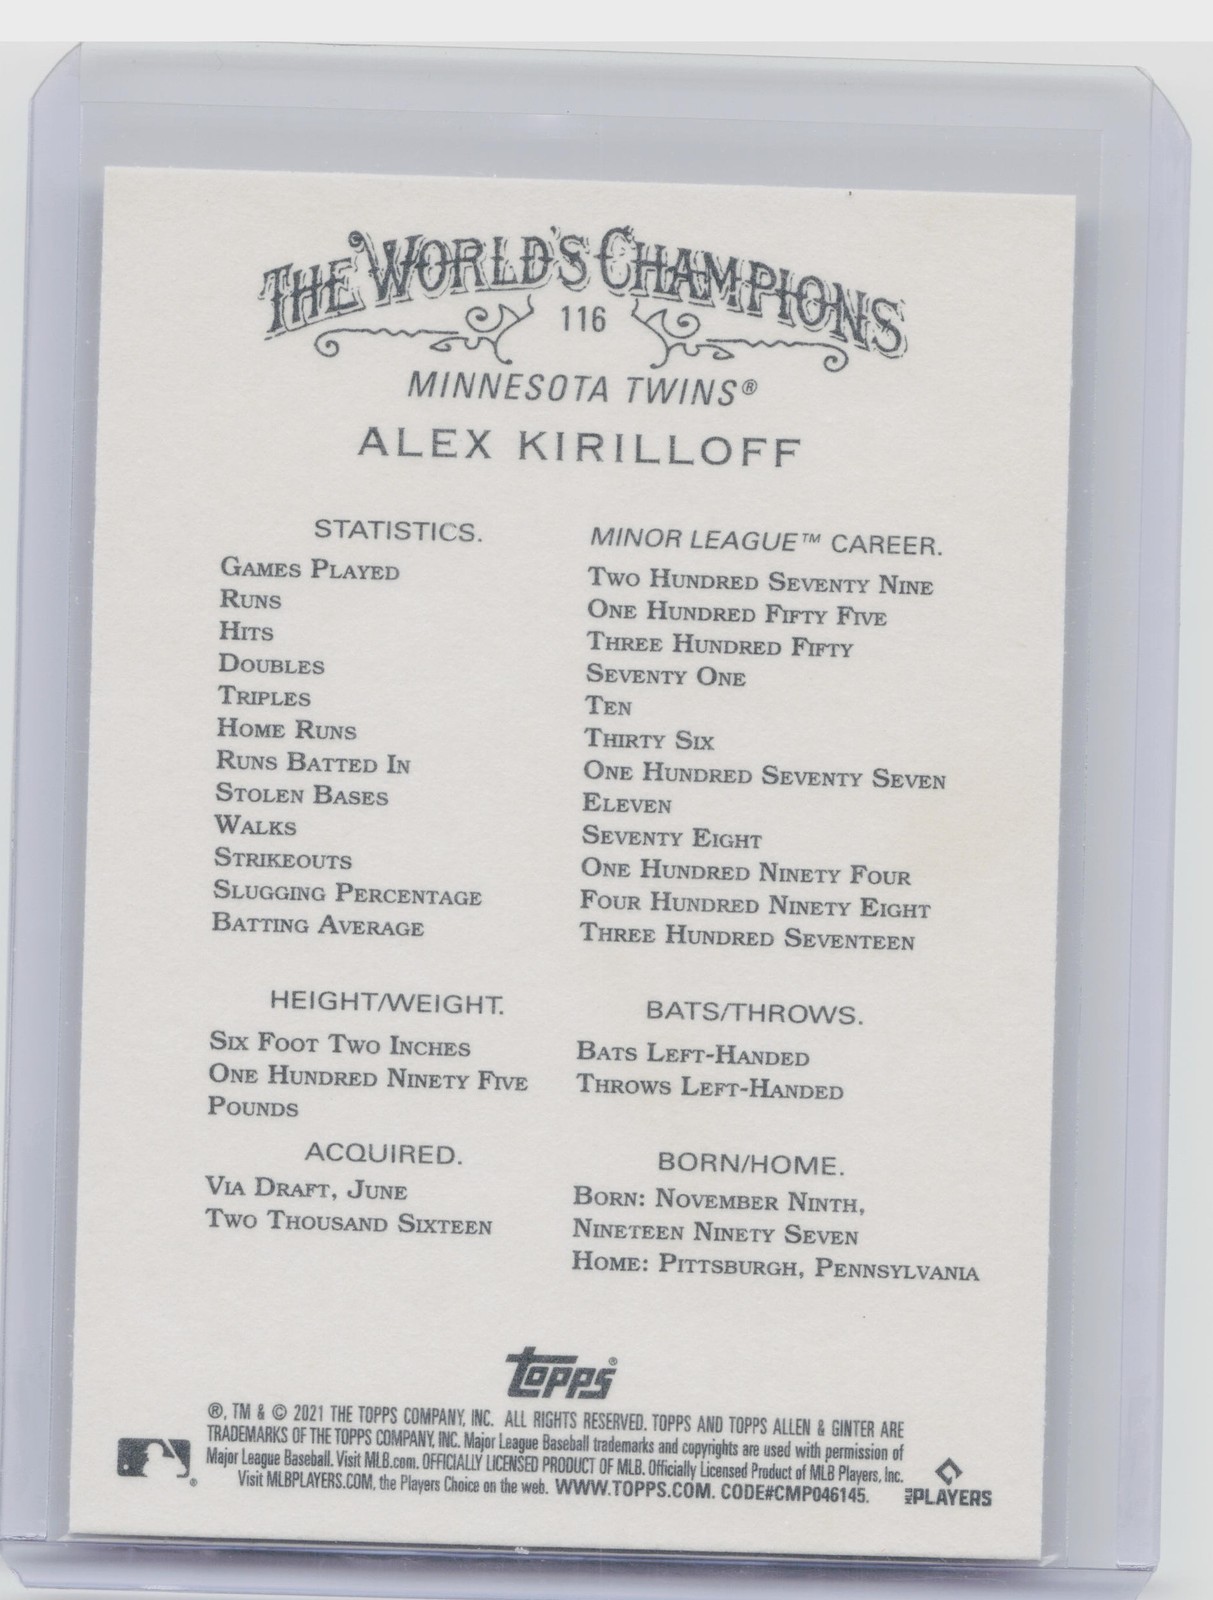 THE WORLD'S CHAMPIONS
116
MINNESOTA TWINS®
ALEX KIRILLOFF
STATISTICS.
GAMES PLAYED
RUNS
HITS
DOUBLES
TRIPLES
HOME RUNS
RUNS BATTED IN
STOLEN BASES
WALKS
STRIKEOUTS
SLUGGING PERCENTAGE
BATTING AVERAGE
MINOR LEAGUE™ CAREER.
TWO HUNDRED SEVENTY NINE
ONE HUNDRED FIFTY FIVE
THREE HUNDRED FIFTY
SEVENTY ONE
TEN
THIRTY SIX
ONE HUNDRED SEVENTY SEVEN
ELEVEN
SEVENTY EIGHT
ONE HUNDRED NINETY FOUR
FOUR HUNDRED NINETY EIGHT
THREE HUNDRED SEVENTEEN
HEIGHT/WEIGHT.
SIX FOOT TWO INCHES
ONE HUNDRED NINETY FIVE
POUNDS
BATS/THROWS.
BATS LEFT-HANDED
THROWS LEFT-HANDED
ACQUIRED.
VIA DRAFT, JUNE
TWO THOUSAND SIXTEEN
BORN/HOME.
BORN: NOVEMBER NINTH,
NINETEEN NINETY SEVEN
HOME: PITTSBURGH, PENNSYLVANIA
topps®
®, TM & © 2021 THE TOPPS COMPANY, INC. ALL RIGHTS RESERVED. TOPPS AND TOPPS ALLEN & GINTER ARE
TRADEMARKS OF THE TOPPS COMPANY, INC. Major League Baseball trademarks and copyrights are used with permission of
Major League Baseball. Visit MLB.com. OFFICIALLY LICENSED PRODUCT OF MLB. Officially Licensed Product of MLB Players, Inc.
Visit MLBPLAYERS.COM, the Players Choice on the web. WWW.TOPPS.COM. CODE#CMP046145.
®
MLB PLAYERS